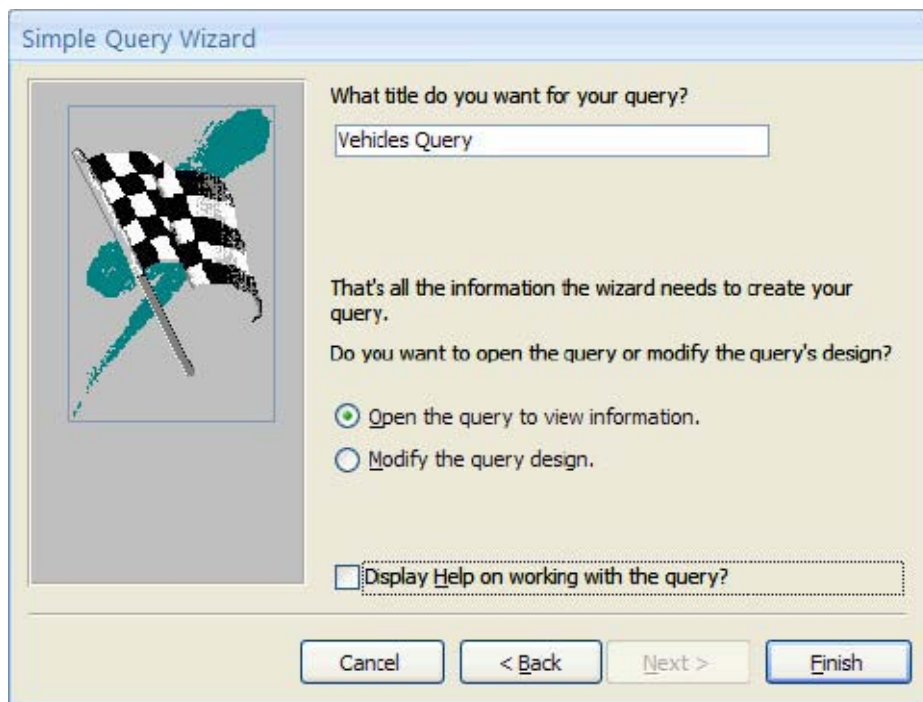 Simple Query Wizard
What title do you want for your query?
Vehicles Query
That's all the information the wizard needs to create your
query.
Do you want to open the query or modify the query's design?
Open the query to view information.
Modify the query design.
Display Help on working with the query?
Cancel
< Back
Next >
Finish